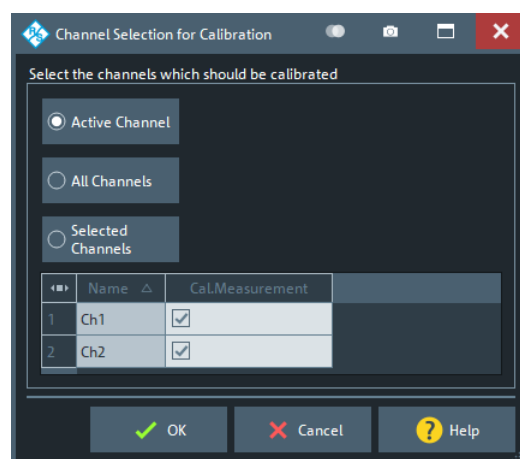 Channel Selection for Calibration
Select the channels which should be calibrated
Active Channel
All Channels
Selected
Channels
Name Cal.Measurement
1 Ch1
2 Ch2
OK Cancel ? Help